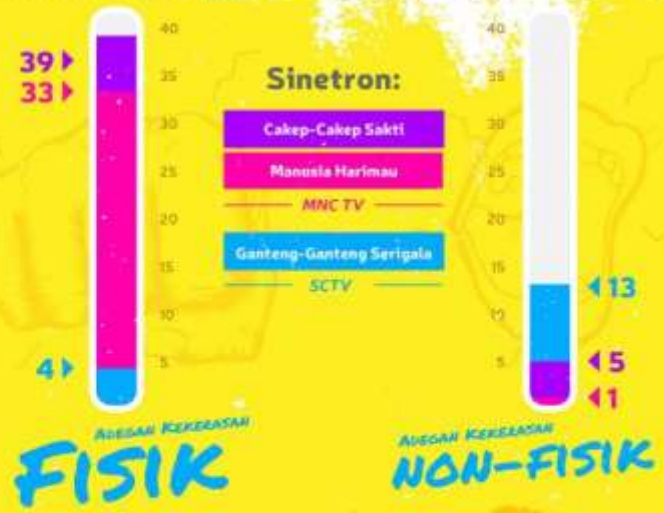 39
33
4
40
35
30
25
20
15
10
5
ADEGAN KEKERASAN
FISIK
Sinetron:
Cakep-Cakep Sakti
Manusia Harimau
MNC TV
Ganteng-Ganteng Serigala
SCTV
40
35
30
25
20
15
10
5
13
5
1
ADEGAN KEKERASAN
NON-FISIK